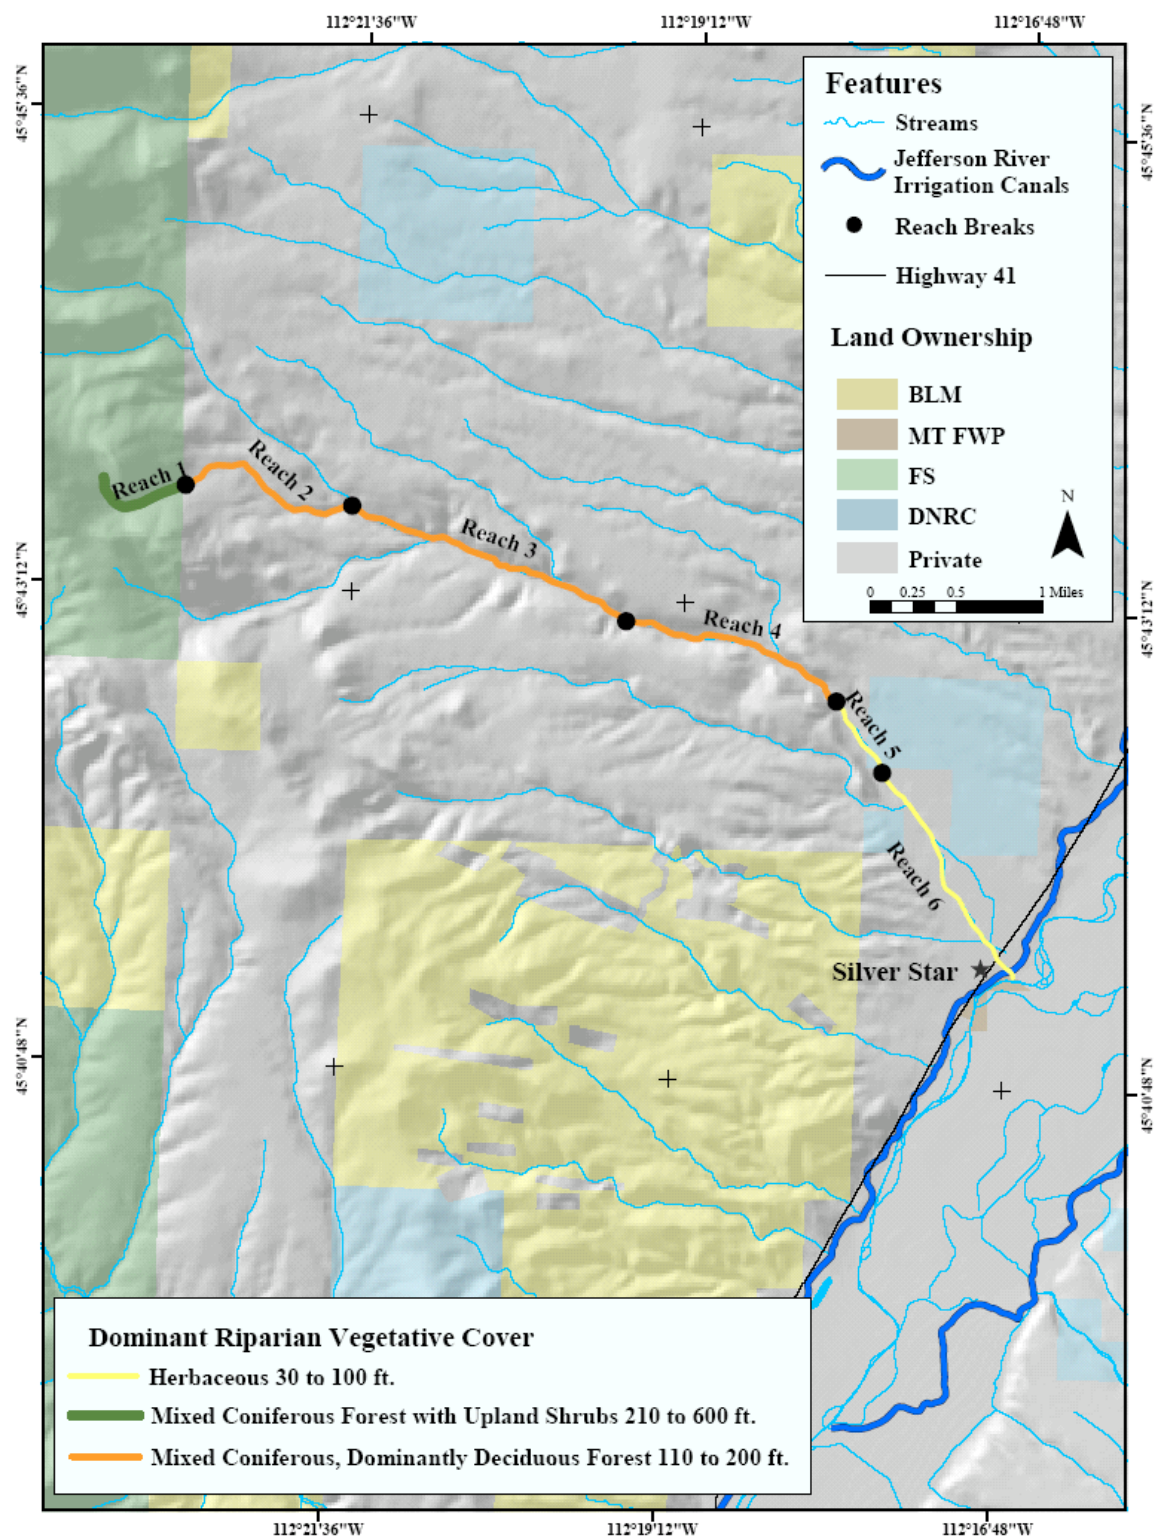 112°21'36"W
112°19'12"W
112°16'48"W
45°45'36"N
45°45'36"N
Features
Streams
Jefferson River
Irrigation Canals
Reach Breaks
Highway 41
Land Ownership
BLM
MT FWP
FS
DNRC
Private
N
0 0.25 0.5 1 Miles
Reach 1
Reach 2
Reach 3
Reach 4
Reach 5
Reach 6
45°43'12"N
45°43'12"N
Silver Star
45°40'48"N
45°40'48"N
Dominant Riparian Vegetative Cover
Herbaceous 30 to 100 ft.
Mixed Coniferous Forest with Upland Shrubs 210 to 600 ft.
Mixed Coniferous, Dominantly Deciduous Forest 110 to 200 ft.
112°21'36"W
112°19'12"W
112°16'48"W